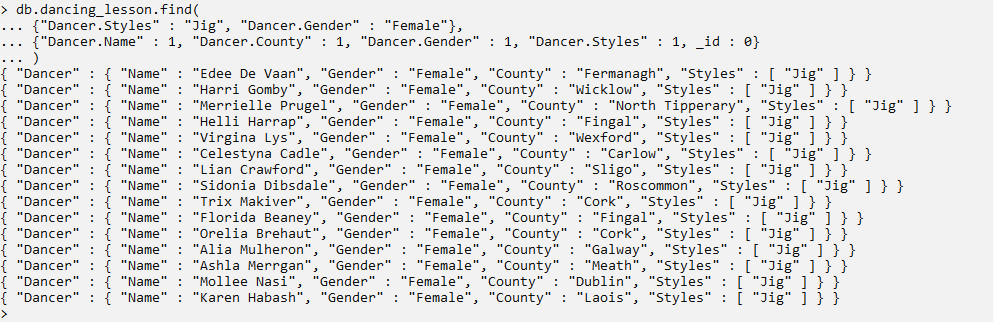 > db.dancing_lesson.find(
... {"Dancer.Styles" : "Jig", "Dancer.Gender" : "Female"},
... {"Dancer.Name" : 1, "Dancer.County" : 1, "Dancer.Gender" : 1, "Dancer.Styles" : 1, _id : 0}
... )
{ "Dancer" : { "Name" : "Edee De Vaan", "Gender" : "Female", "County" : "Fermanagh", "Styles" : [ "Jig" ] } }
{ "Dancer" : { "Name" : "Harri Gomby", "Gender" : "Female", "County" : "Wicklow", "Styles" : [ "Jig" ] } }
{ "Dancer" : { "Name" : "Merrielle Prugel", "Gender" : "Female", "County" : "North Tipperary", "Styles" : [ "Jig" ] } }
{ "Dancer" : { "Name" : "Helli Harrap", "Gender" : "Female", "County" : "Fingal", "Styles" : [ "Jig" ] } }
{ "Dancer" : { "Name" : "Virgina Lys", "Gender" : "Female", "County" : "Wexford", "Styles" : [ "Jig" ] } }
{ "Dancer" : { "Name" : "Celestyna Cadle", "Gender" : "Female", "County" : "Carlow", "Styles" : [ "Jig" ] } }
{ "Dancer" : { "Name" : "Lian Crawford", "Gender" : "Female", "County" : "Sligo", "Styles" : [ "Jig" ] } }
{ "Dancer" : { "Name" : "Sidonia Dibsdale", "Gender" : "Female", "County" : "Roscommon", "Styles" : [ "Jig" ] } }
{ "Dancer" : { "Name" : "Trix Makiver", "Gender" : "Female", "County" : "Cork", "Styles" : [ "Jig" ] } }
{ "Dancer" : { "Name" : "Florida Beaney", "Gender" : "Female", "County" : "Fingal", "Styles" : [ "Jig" ] } }
{ "Dancer" : { "Name" : "Orelia Brehaut", "Gender" : "Female", "County" : "Cork", "Styles" : [ "Jig" ] } }
{ "Dancer" : { "Name" : "Alia Mulheron", "Gender" : "Female", "County" : "Galway", "Styles" : [ "Jig" ] } }
{ "Dancer" : { "Name" : "Ashla Merrgan", "Gender" : "Female", "County" : "Meath", "Styles" : [ "Jig" ] } }
{ "Dancer" : { "Name" : "Mollee Nasi", "Gender" : "Female", "County" : "Dublin", "Styles" : [ "Jig" ] } }
{ "Dancer" : { "Name" : "Karen Habash", "Gender" : "Female", "County" : "Laois", "Styles" : [ "Jig" ] } }
>